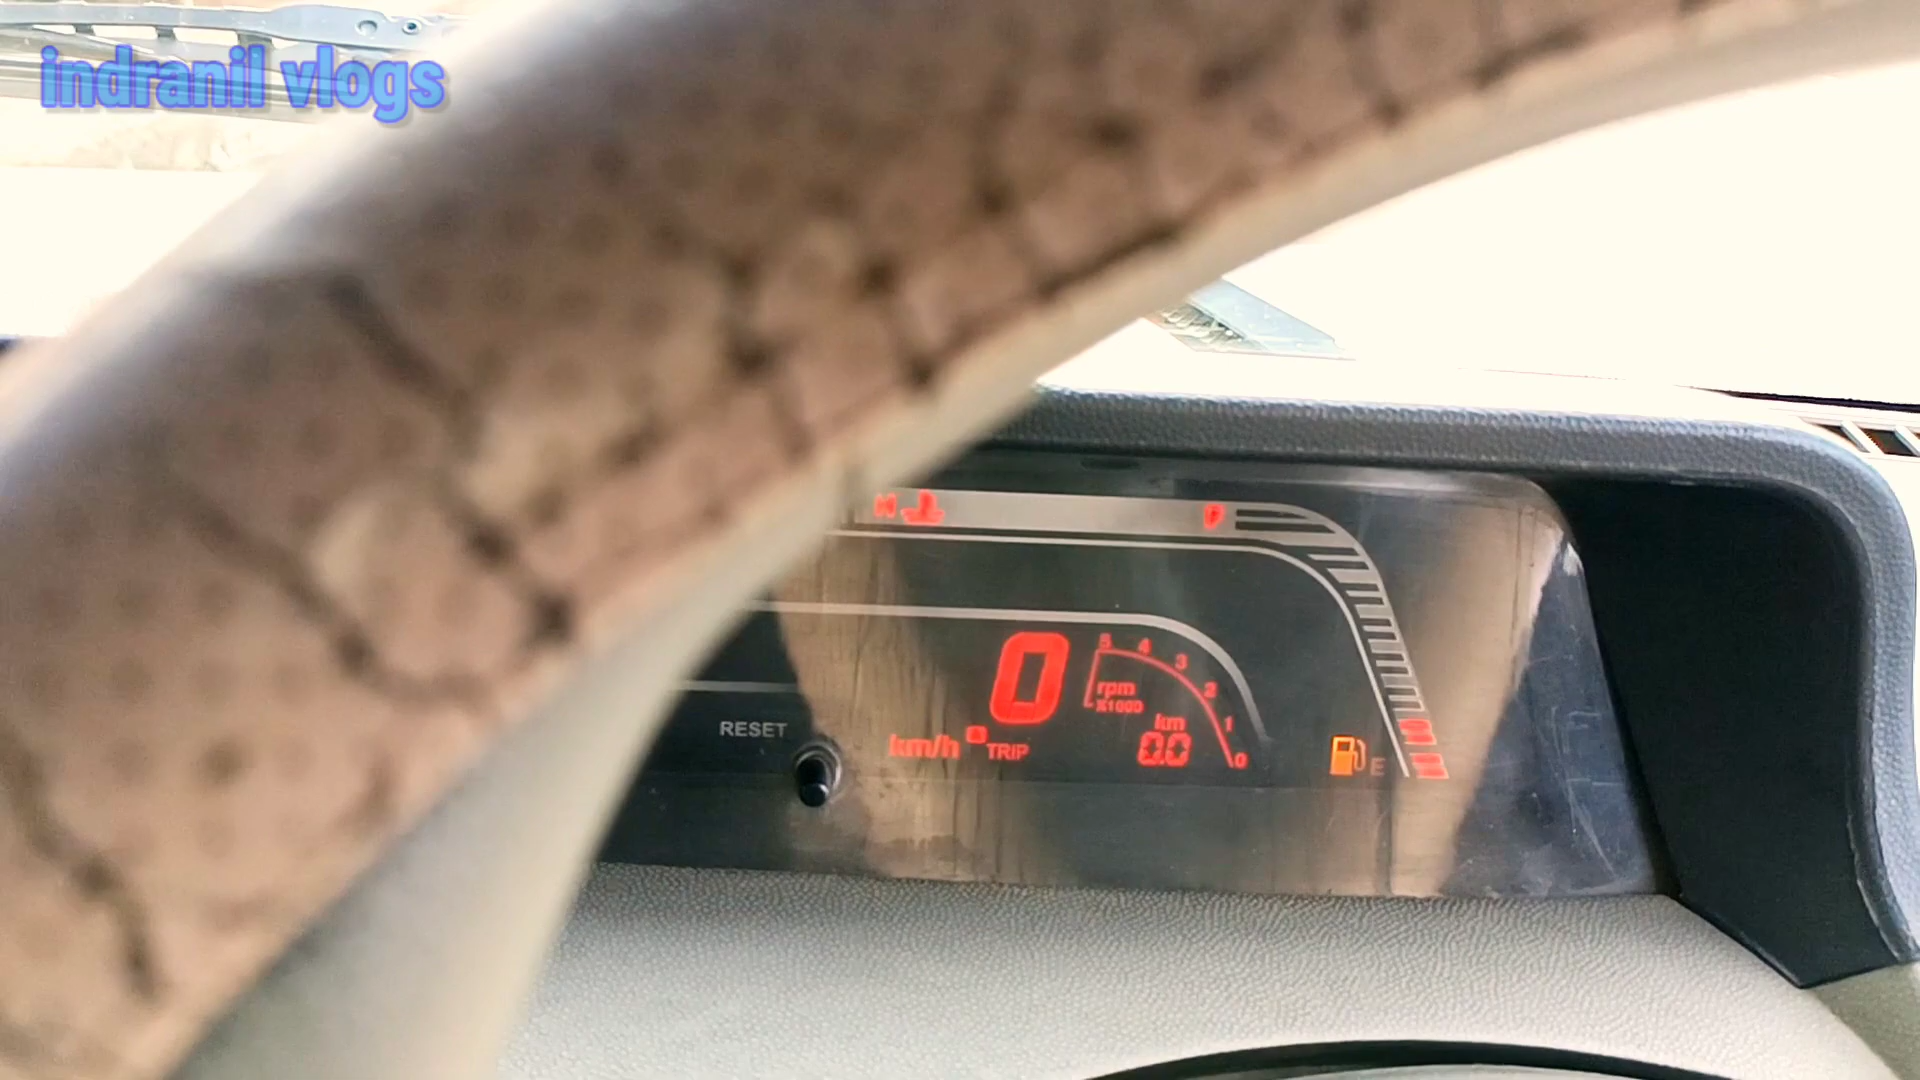 indranil vlogs
H
F
5
4
3
2
1
0
0
rpm
X1000
km
0.0
RESET
km/h
TRIP
E